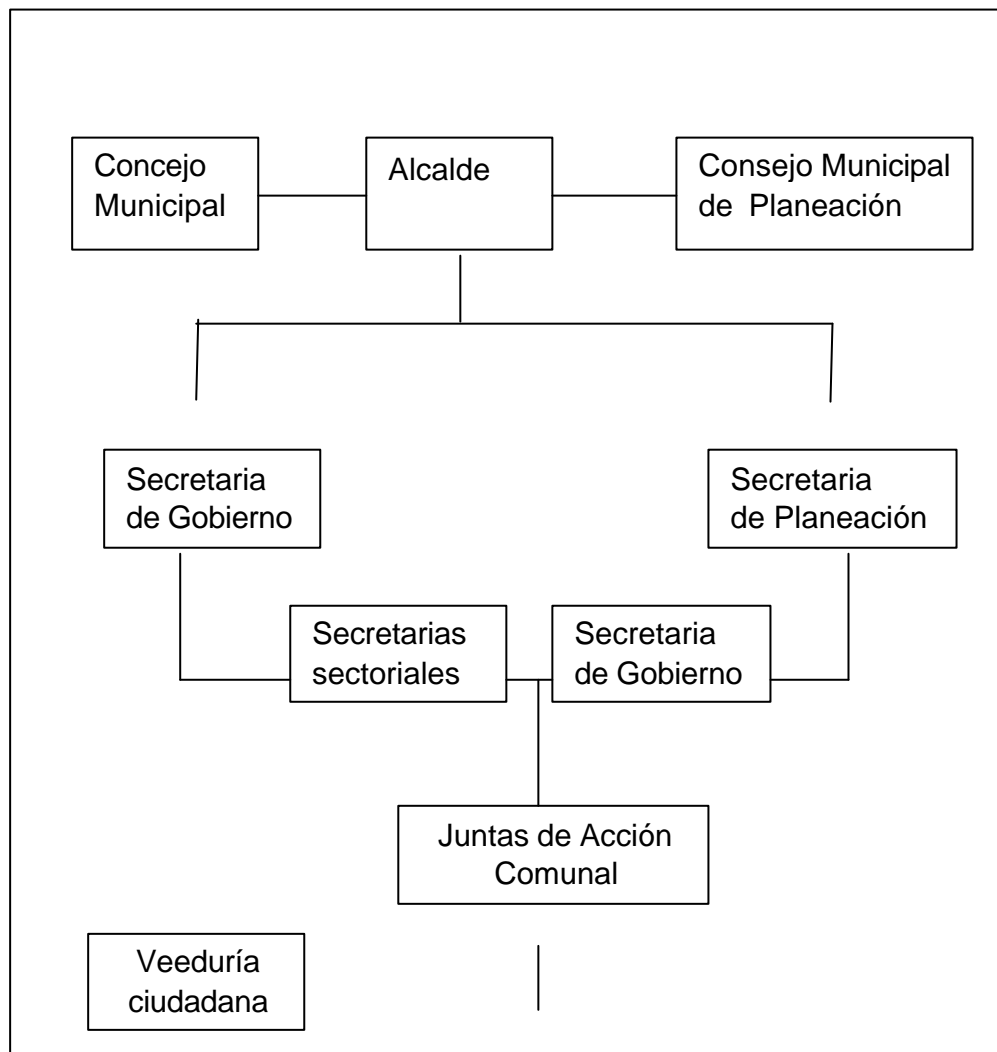 Concejo
Municipal
Alcalde
Consejo Municipal
de Planeación
Secretaria
de Gobierno
Secretaria
de Planeación
Secretarias
sectoriales
Secretaria
de Gobierno
Juntas de Acción
Comunal
Veeduría
ciudadana